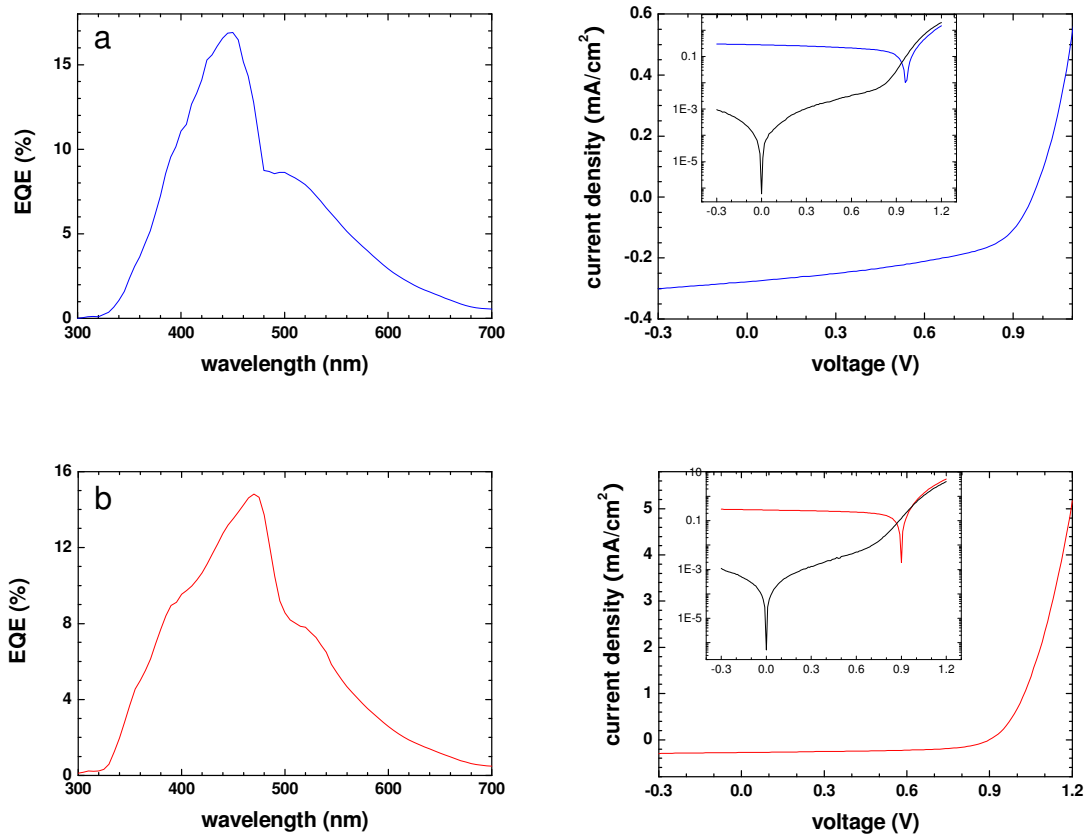 a
EQE (%)
15
10
5
0
300 400 500 600 700
wavelength (nm)
current density (mA/cm²)
0.6
0.4
0.2
0.0
-0.2
-0.4
-0.3 0.0 0.3 0.6 0.9 1.2
voltage (V)
0.1
1E-3
1E-5
-0.3 0.0 0.3 0.6 0.9 1.2
b
EQE (%)
16
12
8
4
0
300 400 500 600 700
wavelength (nm)
current density (mA/cm²)
5
4
3
2
1
0
-0.3 0.0 0.3 0.6 0.9 1.2
voltage (V)
10
0.1
1E-3
1E-5
-0.3 0.0 0.3 0.6 0.9 1.2